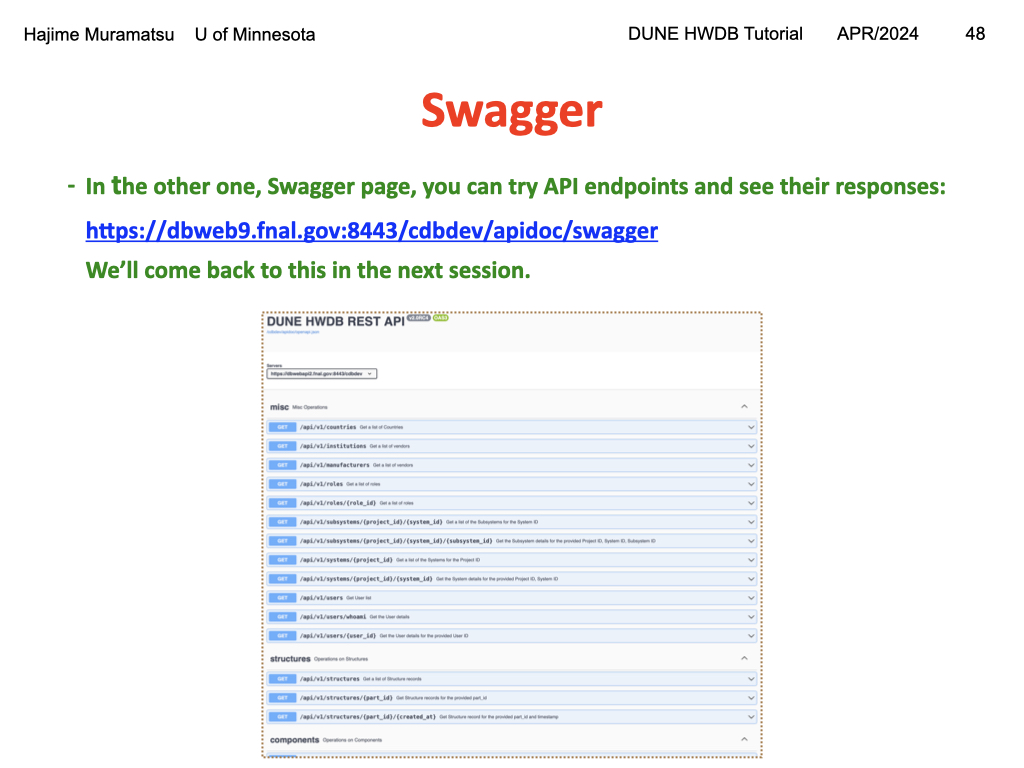 Hajime Muramatsu U of Minnesota DUNE HWDB Tutorial APR/2024 48
Swagger
- In the other one, Swagger page, you can try API endpoints and see their responses:
https://dbweb9.fnal.gov:8443/cdbdev/apidoc/swagger
We'll come back to this in the next session.
DUNE HWDB REST API
Servers
misc Misc Operations
GET /api/v1/countries Get a list of Countries
GET /api/v1/institutions Get a list of vendors
GET /api/v1/manufacturers Get a list of vendors
GET /api/v1/roles Get a list of roles
GET /api/v1/roles/{role_id} Get a list of roles
GET /api/v1/subsystems/{project_id}/{system_id} Get a list of the Subsystems for the System ID
GET /api/v1/subsystems/{project_id}/{system_id}/{subsystem_id} Get the Subsystem details for the provided Project ID, System ID, Subsystem ID
GET /api/v1/systems/{project_id} Get a list of the Systems for the Project ID
GET /api/v1/systems/{project_id}/{system_id} Get the System details for the provided Project ID, System ID
GET /api/v1/users Get User list
GET /api/v1/users/whoami Get the User details
GET /api/v1/users/{user_id} Get the User details for the provided User ID
structures Operations on Structures
GET /api/v1/structures Get a list of Structure records
GET /api/v1/structures/{part_id} Get Structure records for the provided part_id
GET /api/v1/structures/{part_id}/{created_at} Get Structure record for the provided part_id and timestamp
components Operations on Components